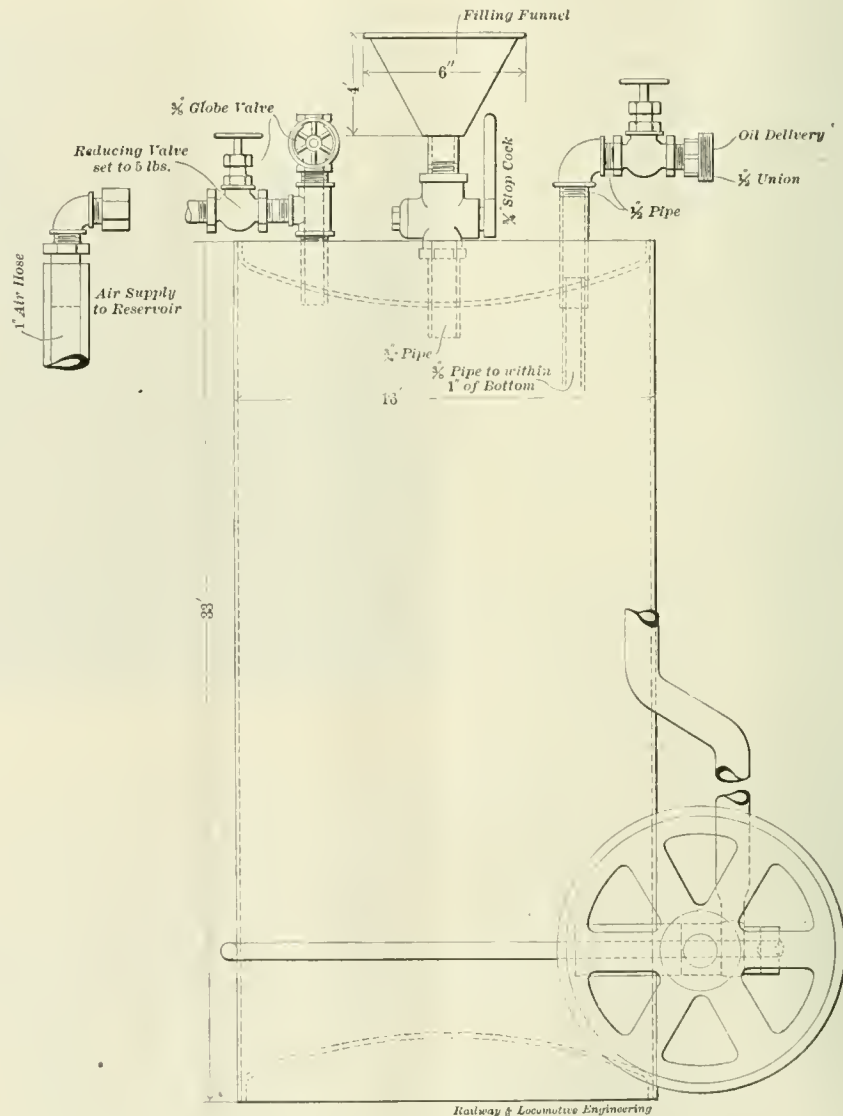 Filling Funnel
6"
4'
3/8" Globe Valve
Reducing Valve
set to 5 lbs.
Oil Delivery
1/2" Union
1/2" Pipe
3/4" Stop Cock
1" Air Hose
Air Supply
to Reservoir
3/4" Pipe
3/8" Pipe to within
1" of Bottom
33'
Railway & Locomotive Engineering